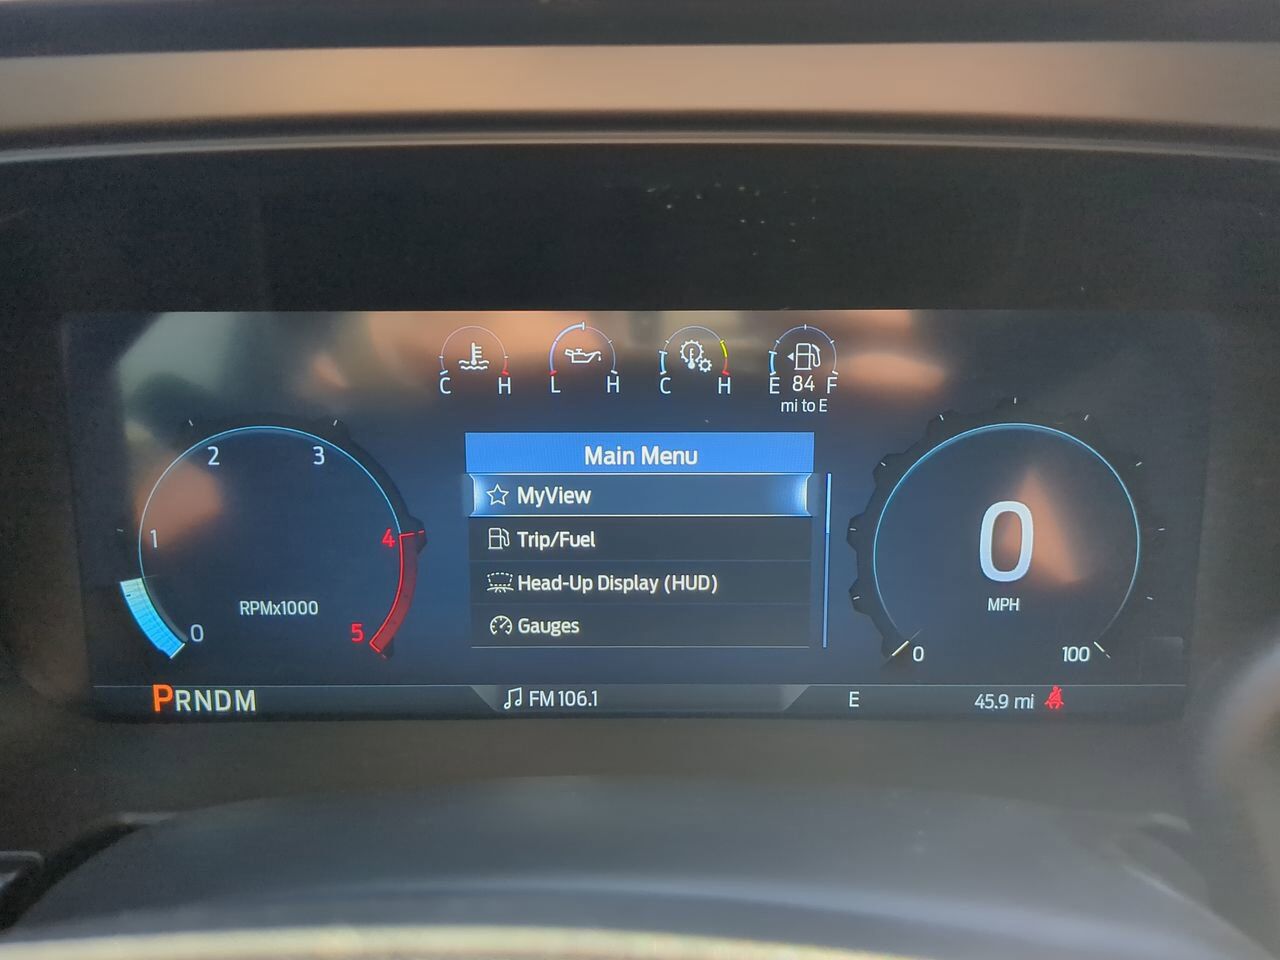 C H L H C H E 84 F
mi to E
2 3
1 4
0 5
RPMx1000
Main Menu
MyView
Trip/Fuel
Head-Up Display (HUD)
Gauges
0
MPH
0 100
PRNDM
FM 106.1
E
45.9 mi